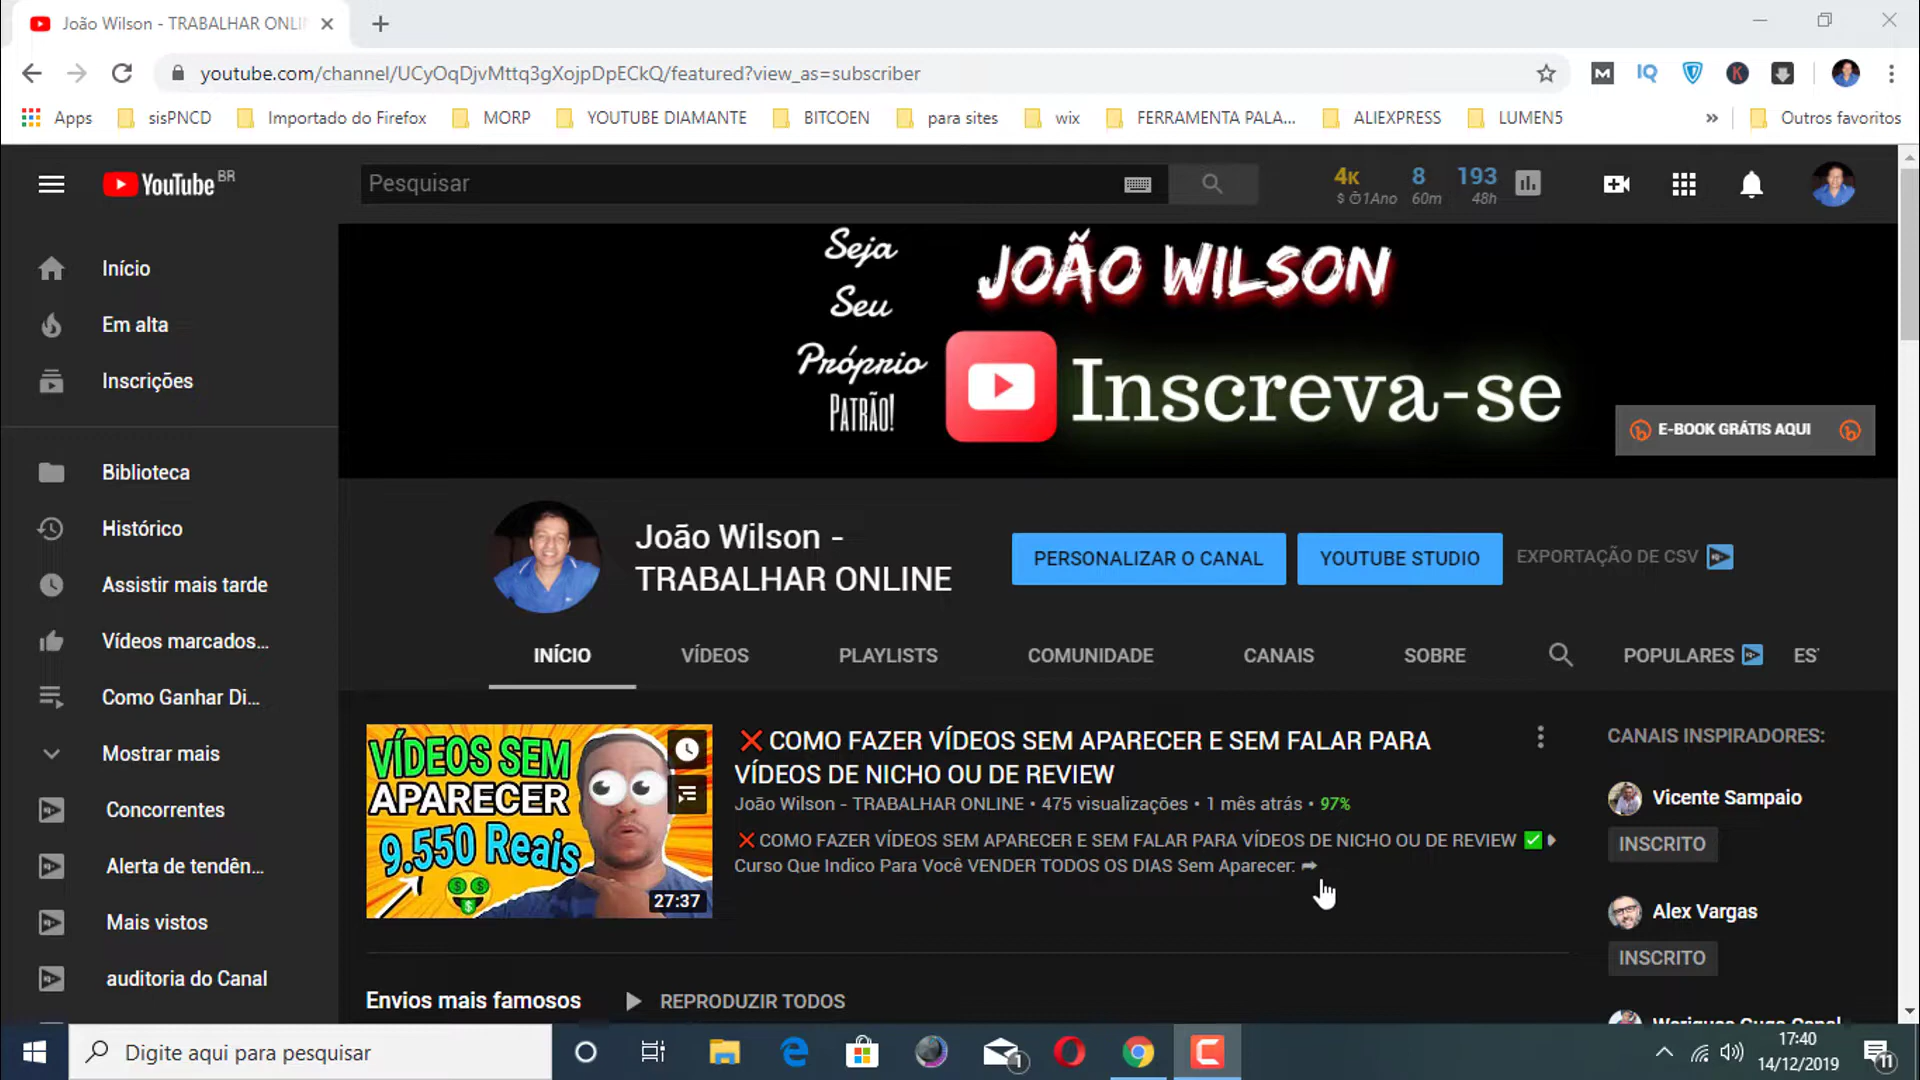 João Wilson - TRABALHAR ONLI
youtube.com/channel/UCyOqDjvMttq3gXojpDpECkQ/featured?view_as=subscriber
M IQ K
Apps sisPNCD Importado do Firefox MORP YOUTUBE DIAMANTE BITCOEN para sites wix FERRAMENTA PALA... ALIEXPRESS LUMEN5 » Outros favoritos
YouTube BR
Pesquisar
4K 8 193
$ 1Ano 60m 48h
Início
Em alta
Inscrições
Biblioteca
Histórico
Assistir mais tarde
Vídeos marcados...
Como Ganhar Di...
Mostrar mais
Concorrentes
Alerta de tendên...
Mais vistos
auditoria do Canal
Seja
Seu
Próprio
PATRÃO!
JOÃO WILSON
Inscreva-se
E-BOOK GRÁTIS AQUI
João Wilson -
TRABALHAR ONLINE
PERSONALIZAR O CANAL
YOUTUBE STUDIO
EXPORTAÇÃO DE CSV
INÍCIO VÍDEOS PLAYLISTS COMUNIDADE CANAIS SOBRE POPULARES ES
VÍDEOS SEM
APARECER
9.550 Reais
27:37
❌COMO FAZER VÍDEOS SEM APARECER E SEM FALAR PARA
VÍDEOS DE NICHO OU DE REVIEW
João Wilson - TRABALHAR ONLINE • 475 visualizações • 1 mês atrás • 97%
❌COMO FAZER VÍDEOS SEM APARECER E SEM FALAR PARA VÍDEOS DE NICHO OU DE REVIEW ✅
Curso Que Indico Para Você VENDER TODOS OS DIAS Sem Aparecer: ➦
CANAIS INSPIRADORES:
Vicente Sampaio
INSCRITO
Alex Vargas
INSCRITO
Envios mais famosos
REPRODUZIR TODOS
Digite aqui para pesquisar
1
17:40
14/12/2019
11